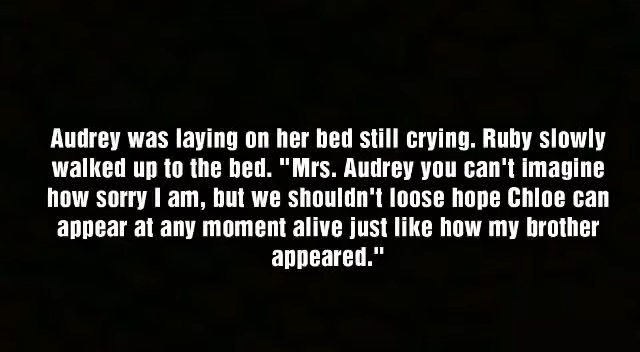 Audrey was laying on her bed still crying. Ruby slowly
walked up to the bed. "Mrs. Audrey you can't imagine
how sorry I am, but we shouldn't loose hope Chloe can
appear at any moment alive just like how my brother
appeared."